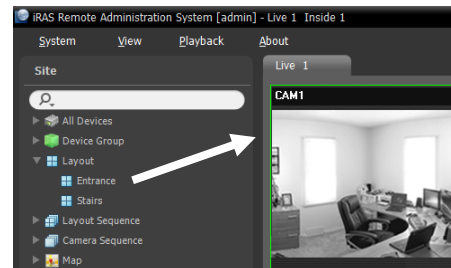 iRAS Remote Administration System [admin] - Live 1 Inside 1
System View Playback About
Site
Live 1
CAM1
All Devices
Device Group
Layout
Entrance
Stairs
Layout Sequence
Camera Sequence
Map